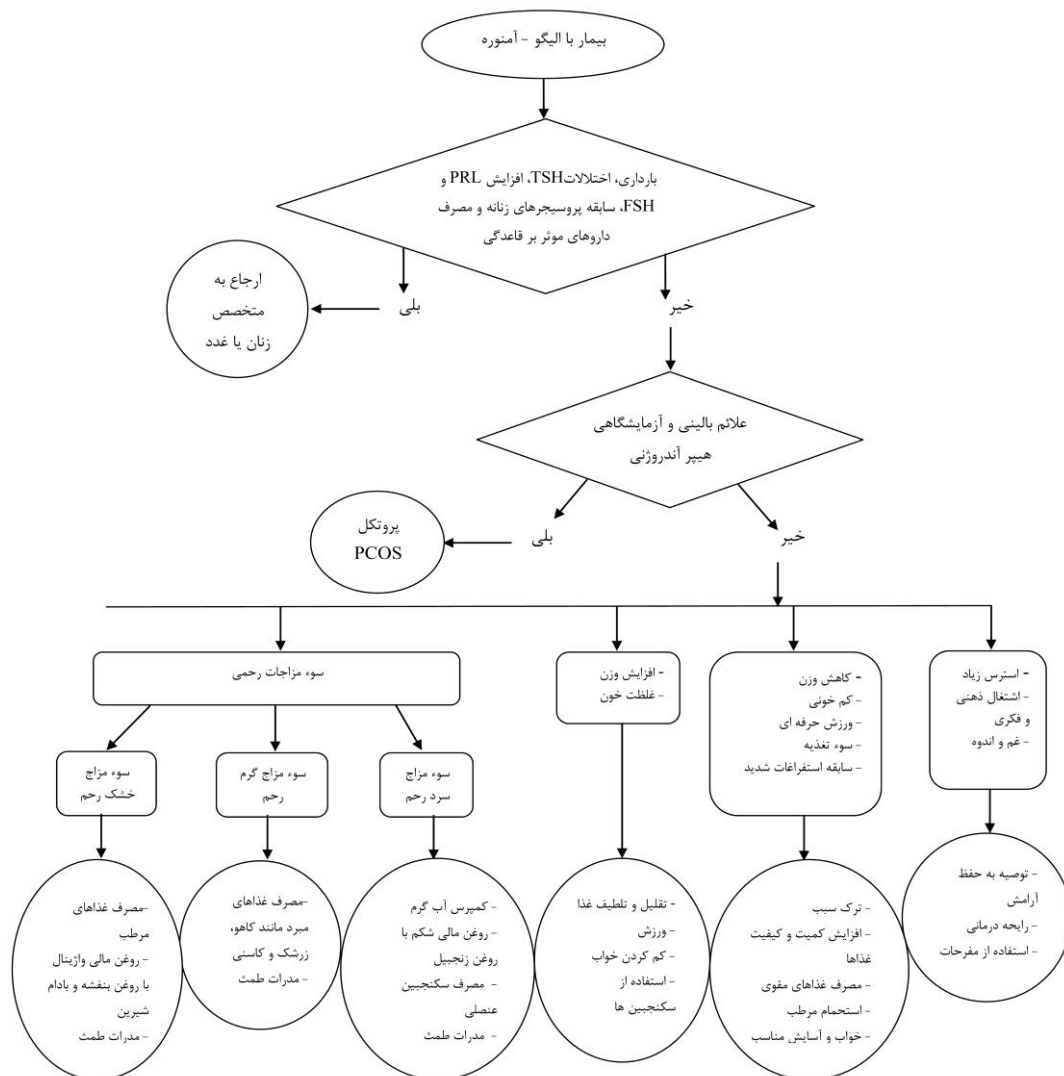 بیمار با الیگو - آمنوره
بارداری، اختلالات TSH، افزایش PRL و
FSH، سابقه پروسیجرهای زنانه و مصرف
داروهای موثر بر قاعدگی
بلی
خیر
ارجاع به
متخصص
زنان یا غدد
علائم بالینی و آزمایشگاهی
هیپر آندروژنی
بلی
خیر
پروتکل
PCOS
- استرس زیاد
- اشتغال ذهنی
و فکری
- غم و اندوه
- کاهش وزن
- کم خونی
- ورزش حرفه ای
- سوء تغذیه
- سابقه استفراغات شدید
- افزایش وزن
- غلظت خون
سوء مزاجات رحمی
سوء مزاج
سرد رحم
سوء مزاج گرم
رحم
سوء مزاج
خشک رحم
- توصیه به حفظ
آرامش
- رایحه درمانی
- استفاده از مفرحات
- ترک سبب
- افزایش کمیت و کیفیت
غذاها
- مصرف غذاهای مقوی
- استحمام مرطب
- خواب و آسایش مناسب
- تقلیل و تلطیف غذا
- ورزش
- کم کردن خواب
- استفاده از
سکنجبین ها
- کمپرس آب گرم
- روغن مالی شکم با
روغن زنجبیل
- مصرف سکنجبین
عنصلی
- مدرات طمث
-مصرف غذاهای
مبرد مانند کاهو،
زرشک و کاسنی
- مدرات طمث
-مصرف غذاهای
مرطب
- روغن مالی واژینال
با روغن بنفشه و بادام
شیرین
- مدرات طمث